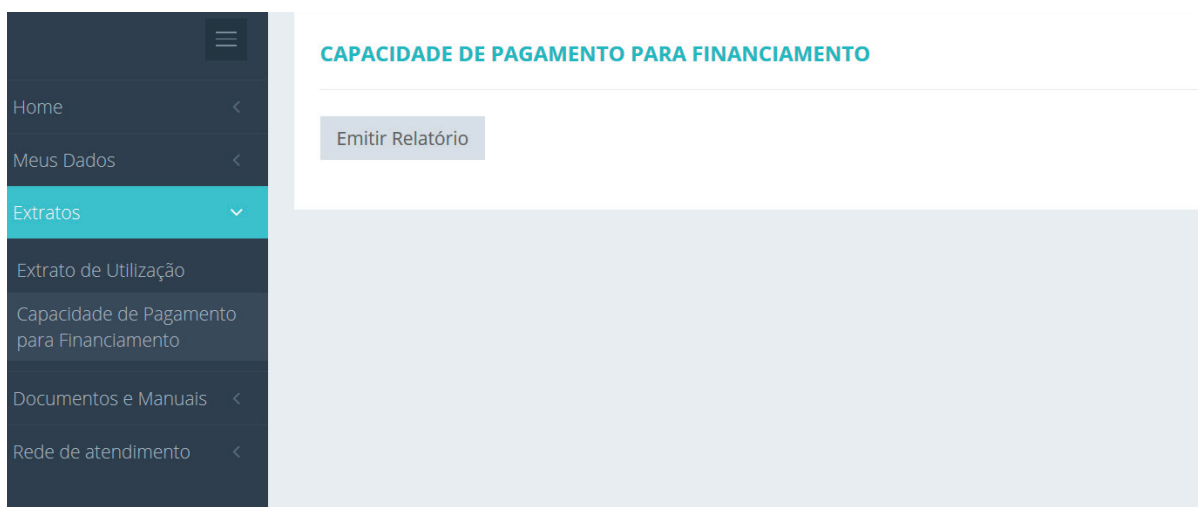 CAPACIDADE DE PAGAMENTO PARA FINANCIAMENTO
Emitir Relatório
Home
Meus Dados
Extratos
Extrato de Utilização
Capacidade de Pagamento
para Financiamento
Documentos e Manuais
Rede de atendimento